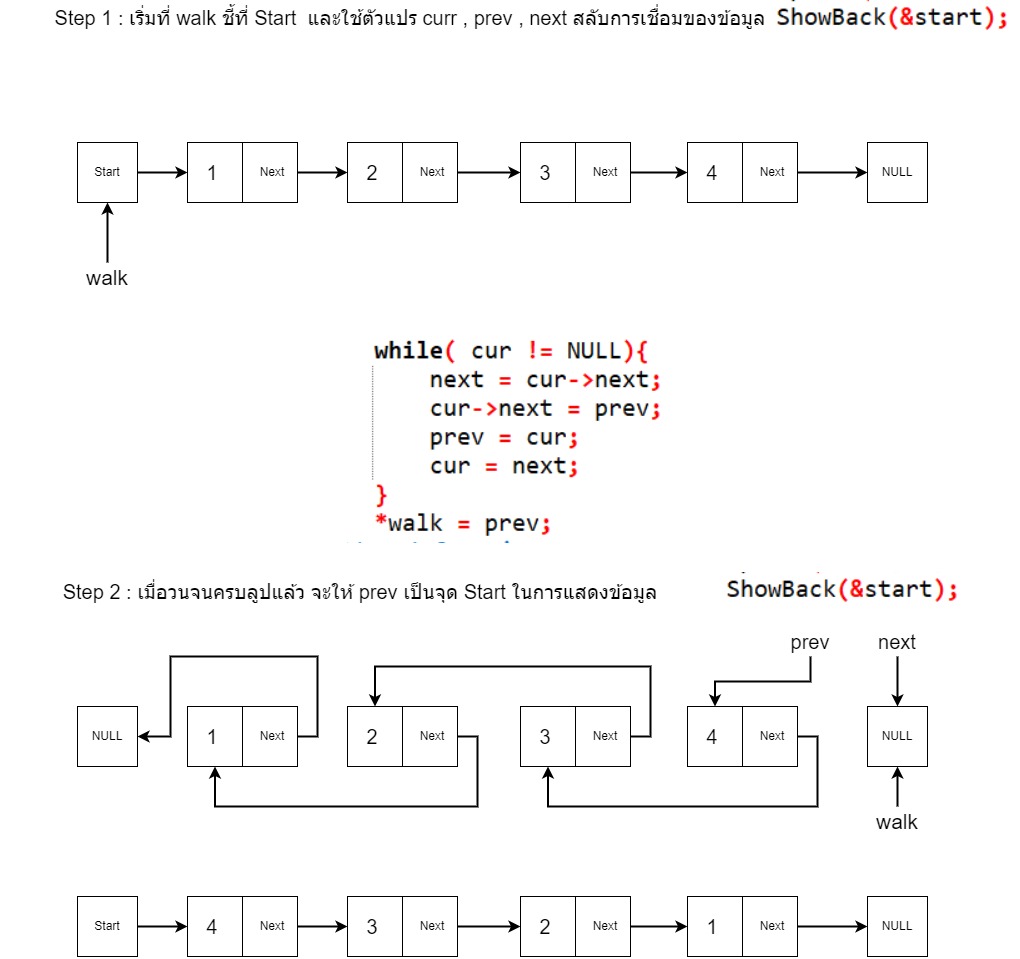 Step 1 : เริ่มที่ walk ชี้ที่ Start และใช้ตัวแปร curr , prev , next สลับการเชื่อมของข้อมูล ShowBack(&start);
Start 1 Next 2 Next 3 Next 4 Next NULL
walk
while( cur != NULL){
next = cur->next;
cur->next = prev;
prev = cur;
cur = next;
}
*walk = prev;
Step 2 : เมื่อวนจนครบลูปแล้ว จะให้ prev เป็นจุด Start ในการแสดงข้อมูล ShowBack(&start);
prev next
NULL 1 Next 2 Next 3 Next 4 Next NULL
walk
Start 4 Next 3 Next 2 Next 1 Next NULL